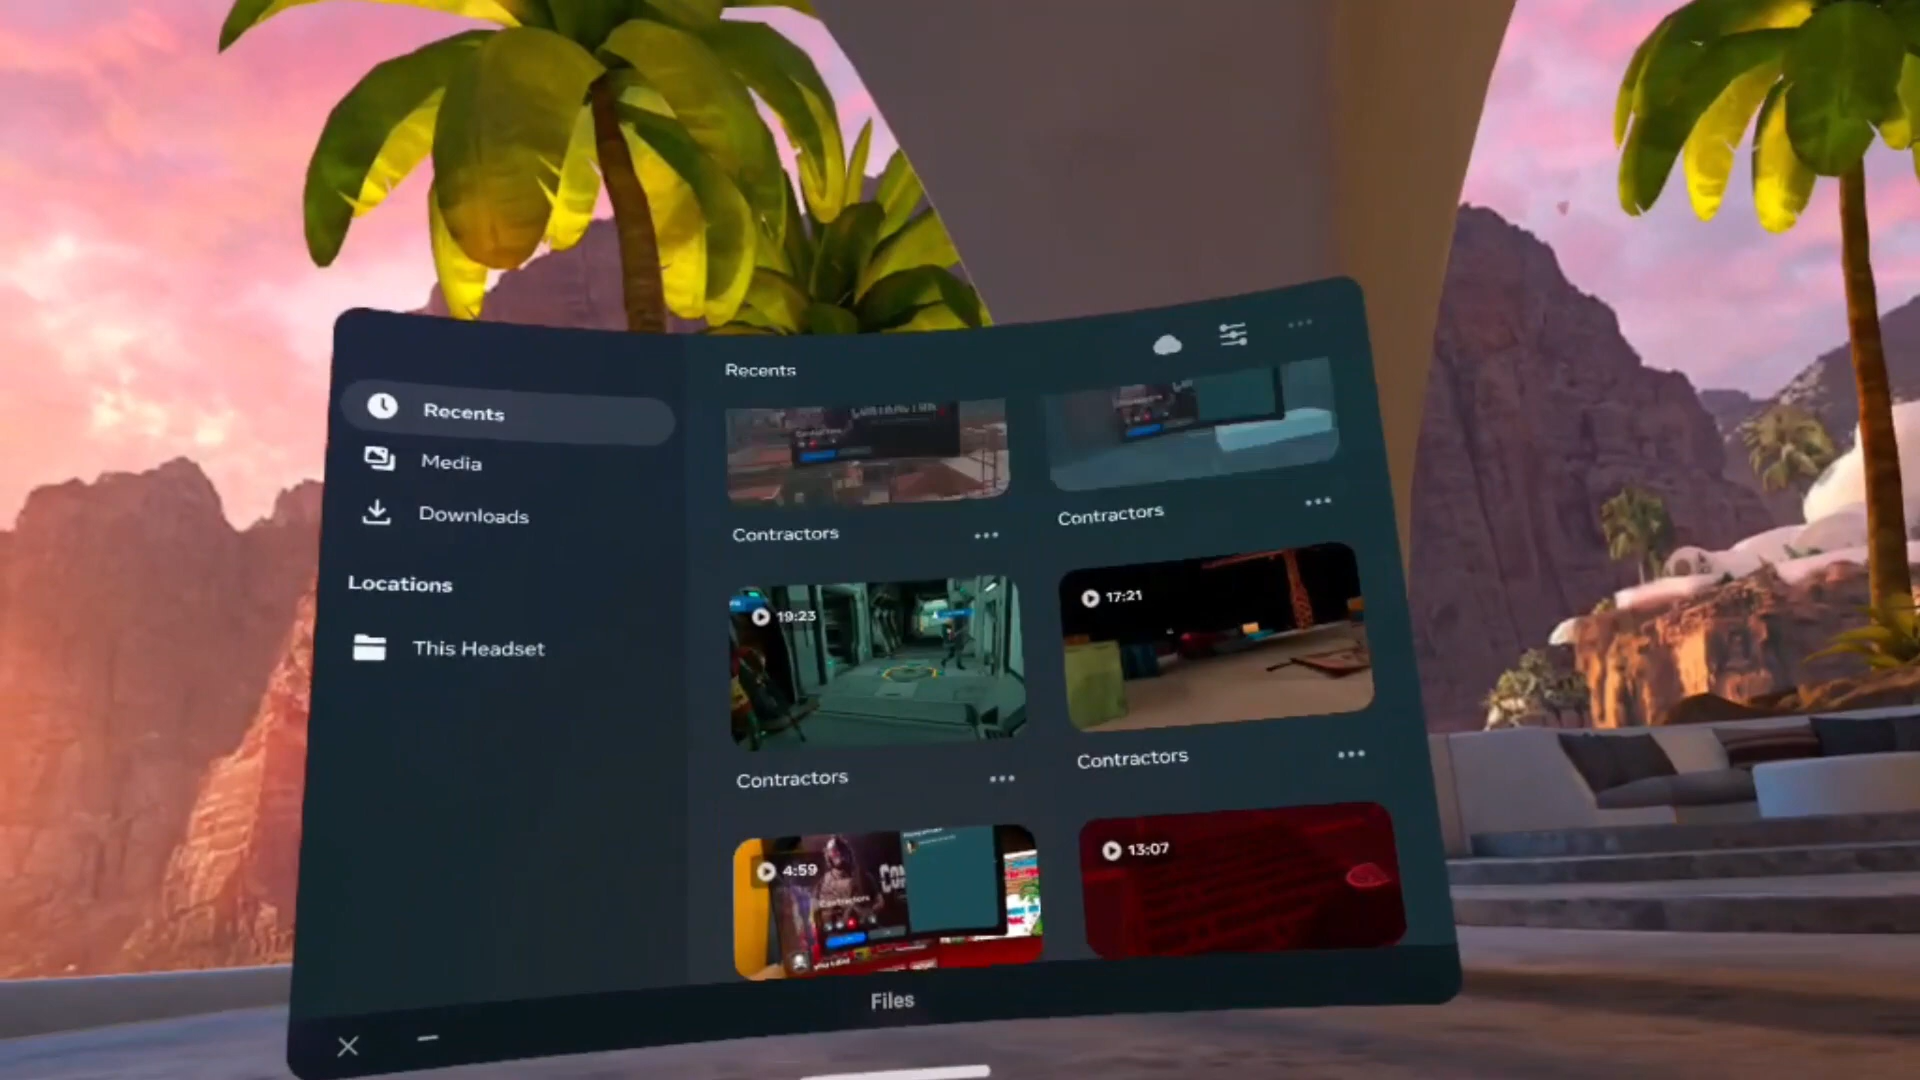 Recents
Recents
Media
Downloads
Locations
This Headset
Contractors
Contractors
19:23
17:21
Contractors
Contractors
4:59
Contractors
13:07
Files